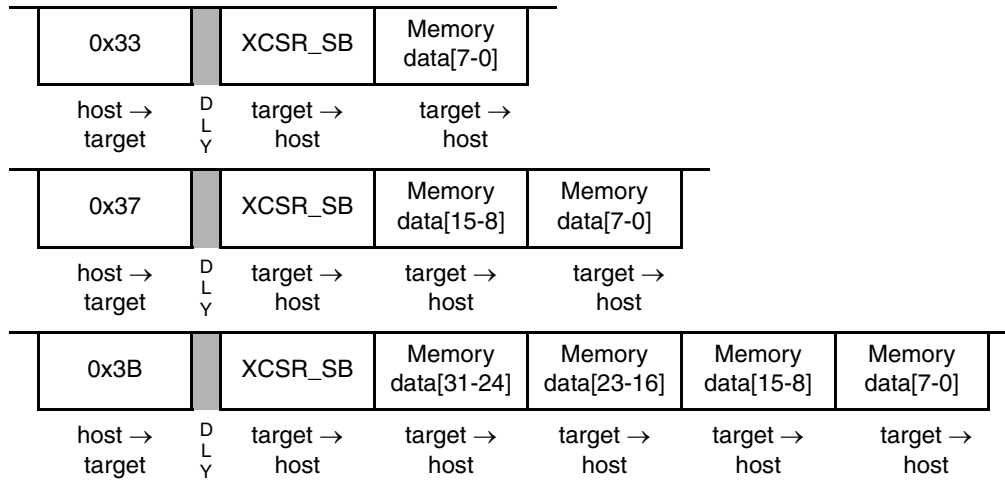 0x33 XCSR_SB Memory
data[7-0]
host → D target → target →
target L host host
Y
0x37 XCSR_SB Memory Memory
data[15-8] data[7-0]
host → D target → target → target →
target L host host host
Y
0x3B XCSR_SB Memory Memory Memory Memory
data[31-24] data[23-16] data[15-8] data[7-0]
host → D target → target → target → target → target →
target L host host host host host
Y